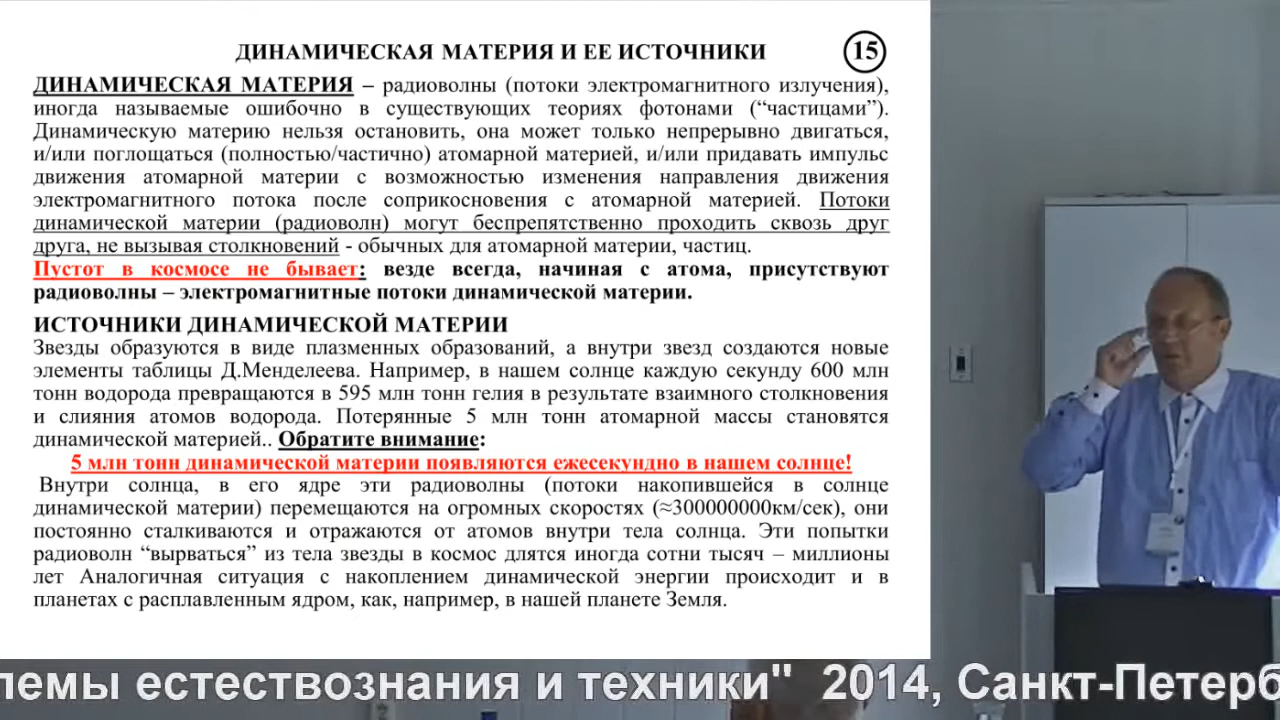 ДИНАМИЧЕСКАЯ МАТЕРИЯ И ЕЕ ИСТОЧНИКИ
15
ДИНАМИЧЕСКАЯ МАТЕРИЯ – радиоволны (потоки электромагнитного излучения),
иногда называемые ошибочно в существующих теориях фотонами (“частицами”).
Динамическую материю нельзя остановить, она может только непрерывно двигаться,
и/или поглощаться (полностью/частично) атомарной материей, и/или придавать импульс
движения атомарной материи с возможностью изменения направления движения
электромагнитного потока после соприкосновения с атомарной материей. Потоки
динамической материи (радиоволн) могут беспрепятственно проходить сквозь друг
друга, не вызывая столкновений - обычных для атомарной материи, частиц.
Пустот в космосе не бывает: везде всегда, начиная с атома, присутствуют
радиоволны – электромагнитные потоки динамической материи.
ИСТОЧНИКИ ДИНАМИЧЕСКОЙ МАТЕРИИ
Звезды образуются в виде плазменных образований, а внутри звезд создаются новые
элементы таблицы Д.Менделеева. Например, в нашем солнце каждую секунду 600 млн
тонн водорода превращаются в 595 млн тонн гелия в результате взаимного столкновения
и слияния атомов водорода. Потерянные 5 млн тонн атомарной массы становятся
динамической материей.. Обратите внимание:
5 млн тонн динамической материи появляются ежесекундно в нашем солнце!
Внутри солнца, в его ядре эти радиоволны (потоки накопившейся в солнце
динамической материи) перемещаются на огромных скоростях (≈300000000км/сек), они
постоянно сталкиваются и отражаются от атомов внутри тела солнца. Эти попытки
радиоволн “вырваться” из тела звезды в космос длятся иногда сотни тысяч – миллионы
лет Аналогичная ситуация с накоплением динамической энергии происходит и в
планетах с расплавленным ядром, как, например, в нашей планете Земля.
лемы естествознания и техники" 2014, Санкт-Петерб